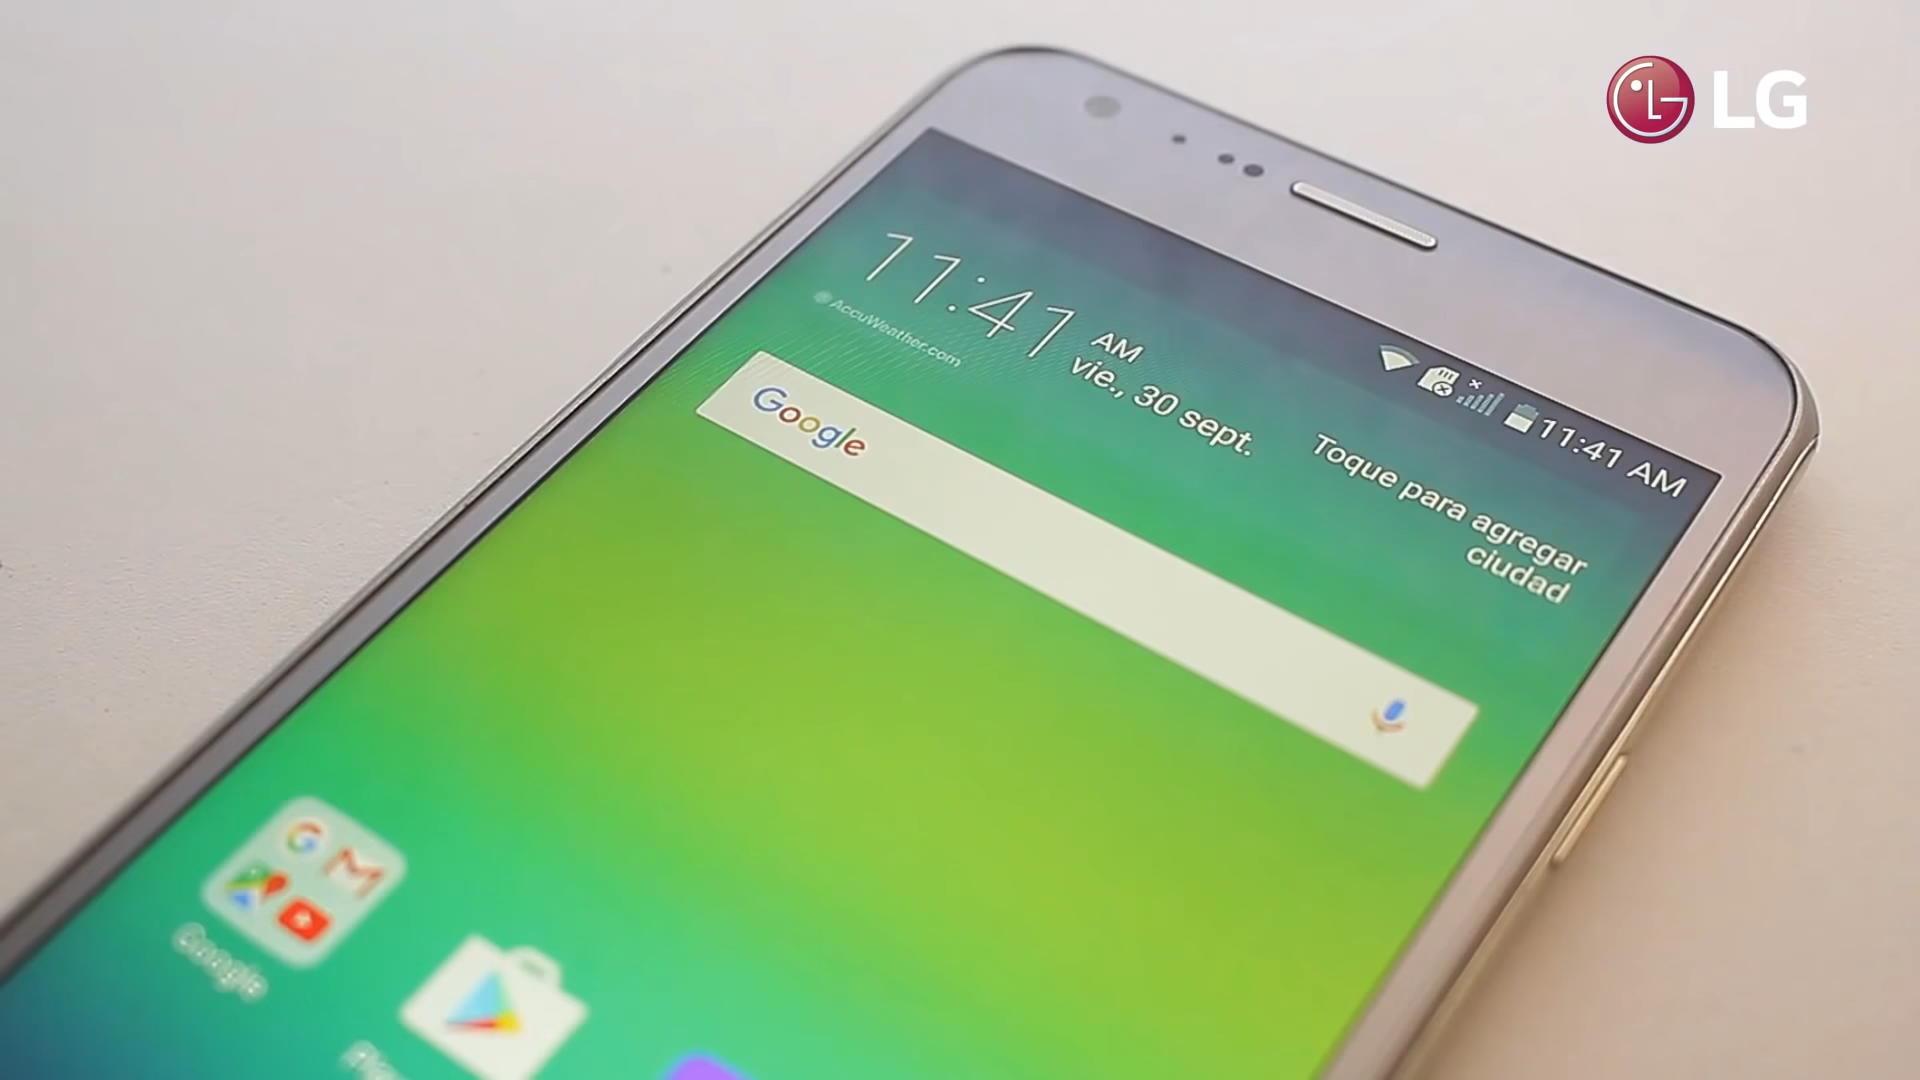 LG
11:41 AM
11:41 AM
vie., 30 sept.
AccuWeather.com
Toque para agregar
ciudad
Google
Google